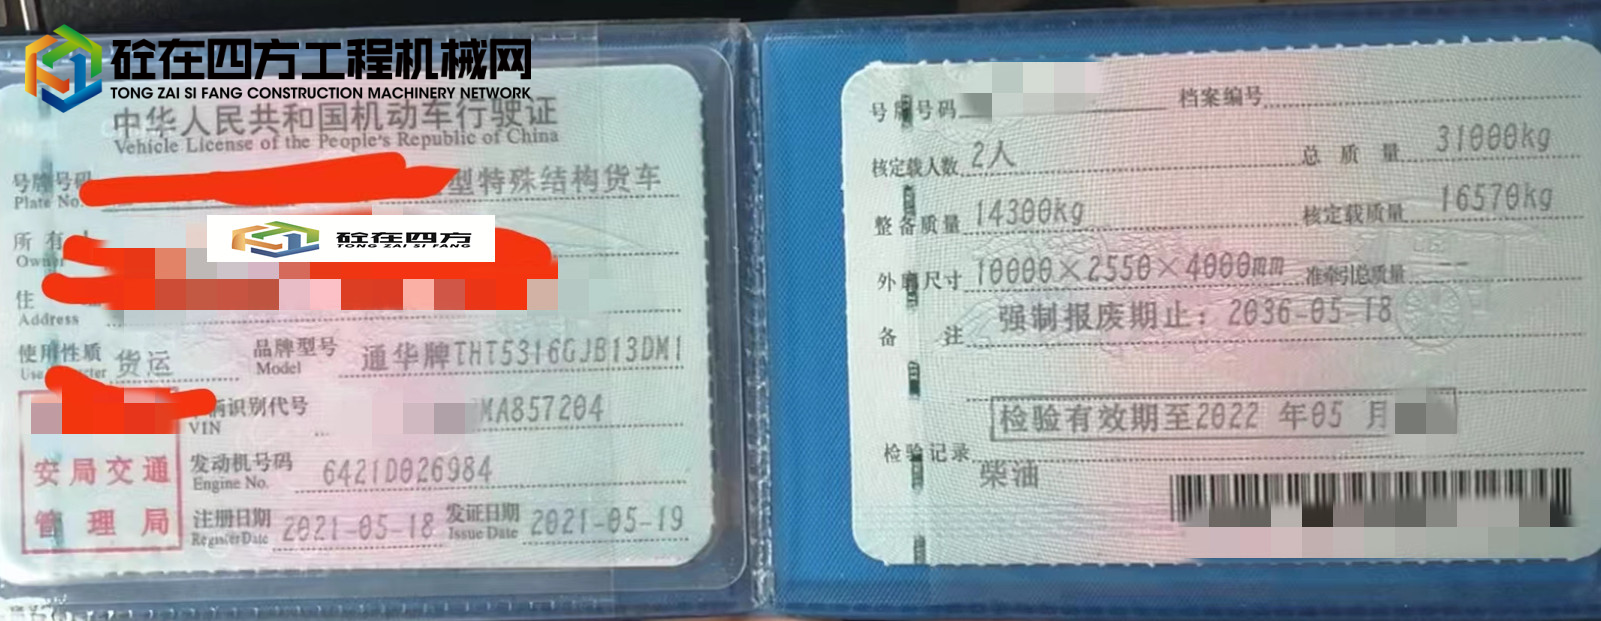 砼在四方工程机械网
TONG ZAI SI FANG CONSTRUCTION MACHINERY NETWORK
中华人民共和国机动车行驶证
Vehicle License of the People's Republic of China
号牌号码 型特殊结构货车
Plate No.
砼在四方
TONG ZAI SI FANG
所有
Owner
住
Address
使用性质 货运 品牌型号 通华牌THT5316GJB13DM1
Use Model
车辆识别代号 MA857204
VIN
安局交通
管理局
发动机号码 6421D026984
Engine No.
注册日期 2021-05-18 发证日期 2021-05-19
Register Date Issue Date
号牌号码 档案编号
核定载人数 2人 总质量 31000kg
整备质量 14300kg 核定载质量 16570kg
外廓尺寸 10000×2550×4000mm 准牵引总质量 --
备注 强制报废期止：2036-05-18
检验有效期至2022 年05 月
检验记录
柴油